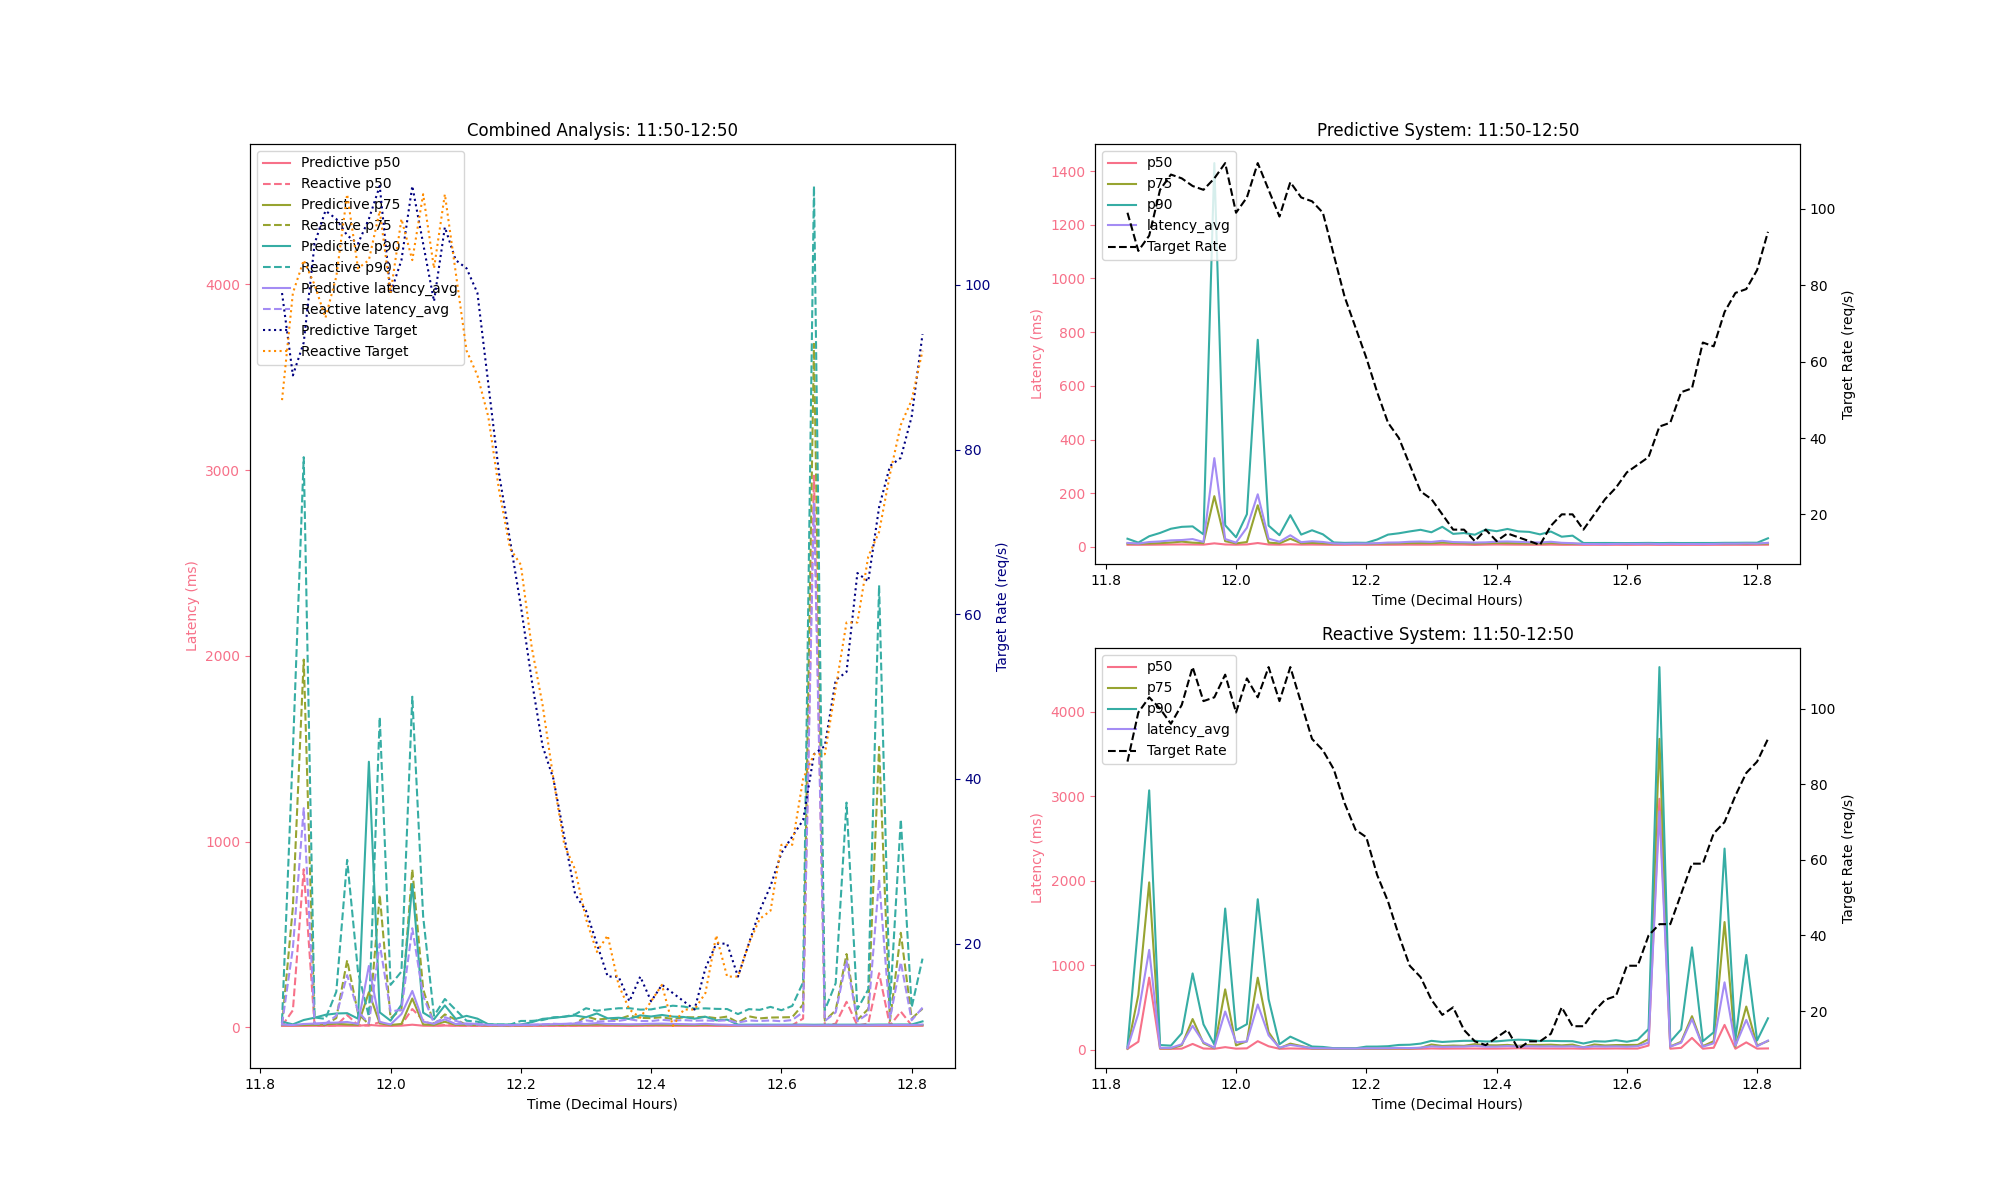 Combined Analysis: 11:50-12:50
Predictive p50
Reactive p50
Predictive p75
Reactive p75
Predictive p90
Reactive p90
Predictive latency_avg
Reactive latency_avg
Predictive Target
Reactive Target
4000
3000
2000
1000
0
Latency (ms)
100
80
60
40
20
Target Rate (req/s)
11.8 12.0 12.2 12.4 12.6 12.8
Time (Decimal Hours)
Predictive System: 11:50-12:50
p50
p75
p90
latency_avg
Target Rate
1400
1200
1000
800
600
400
200
0
Latency (ms)
100
80
60
40
20
Target Rate (req/s)
11.8 12.0 12.2 12.4 12.6 12.8
Time (Decimal Hours)
Reactive System: 11:50-12:50
p50
p75
p90
latency_avg
Target Rate
4000
3000
2000
1000
0
Latency (ms)
100
80
60
40
20
Target Rate (req/s)
11.8 12.0 12.2 12.4 12.6 12.8
Time (Decimal Hours)